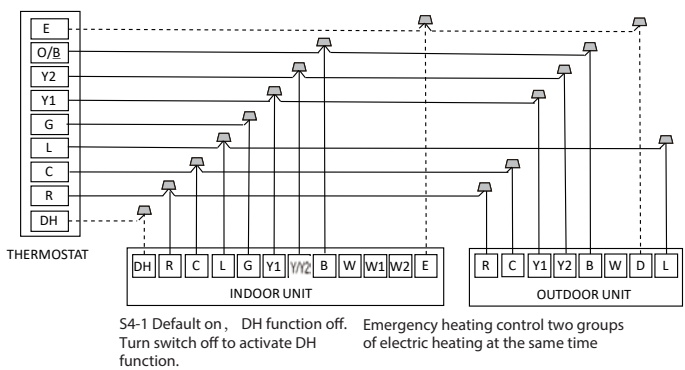 E
O/B
Y2
Y1
G
L
C
R
DH
THERMOSTAT
DH R C L G Y1 Y/Y2 B W W1 W2 E
INDOOR UNIT
R C Y1 Y2 B W D L
OUTDOOR UNIT
S4-1 Default on， DH function off.
Turn switch off to activate DH
function.
Emergency heating control two groups
of electric heating at the same time